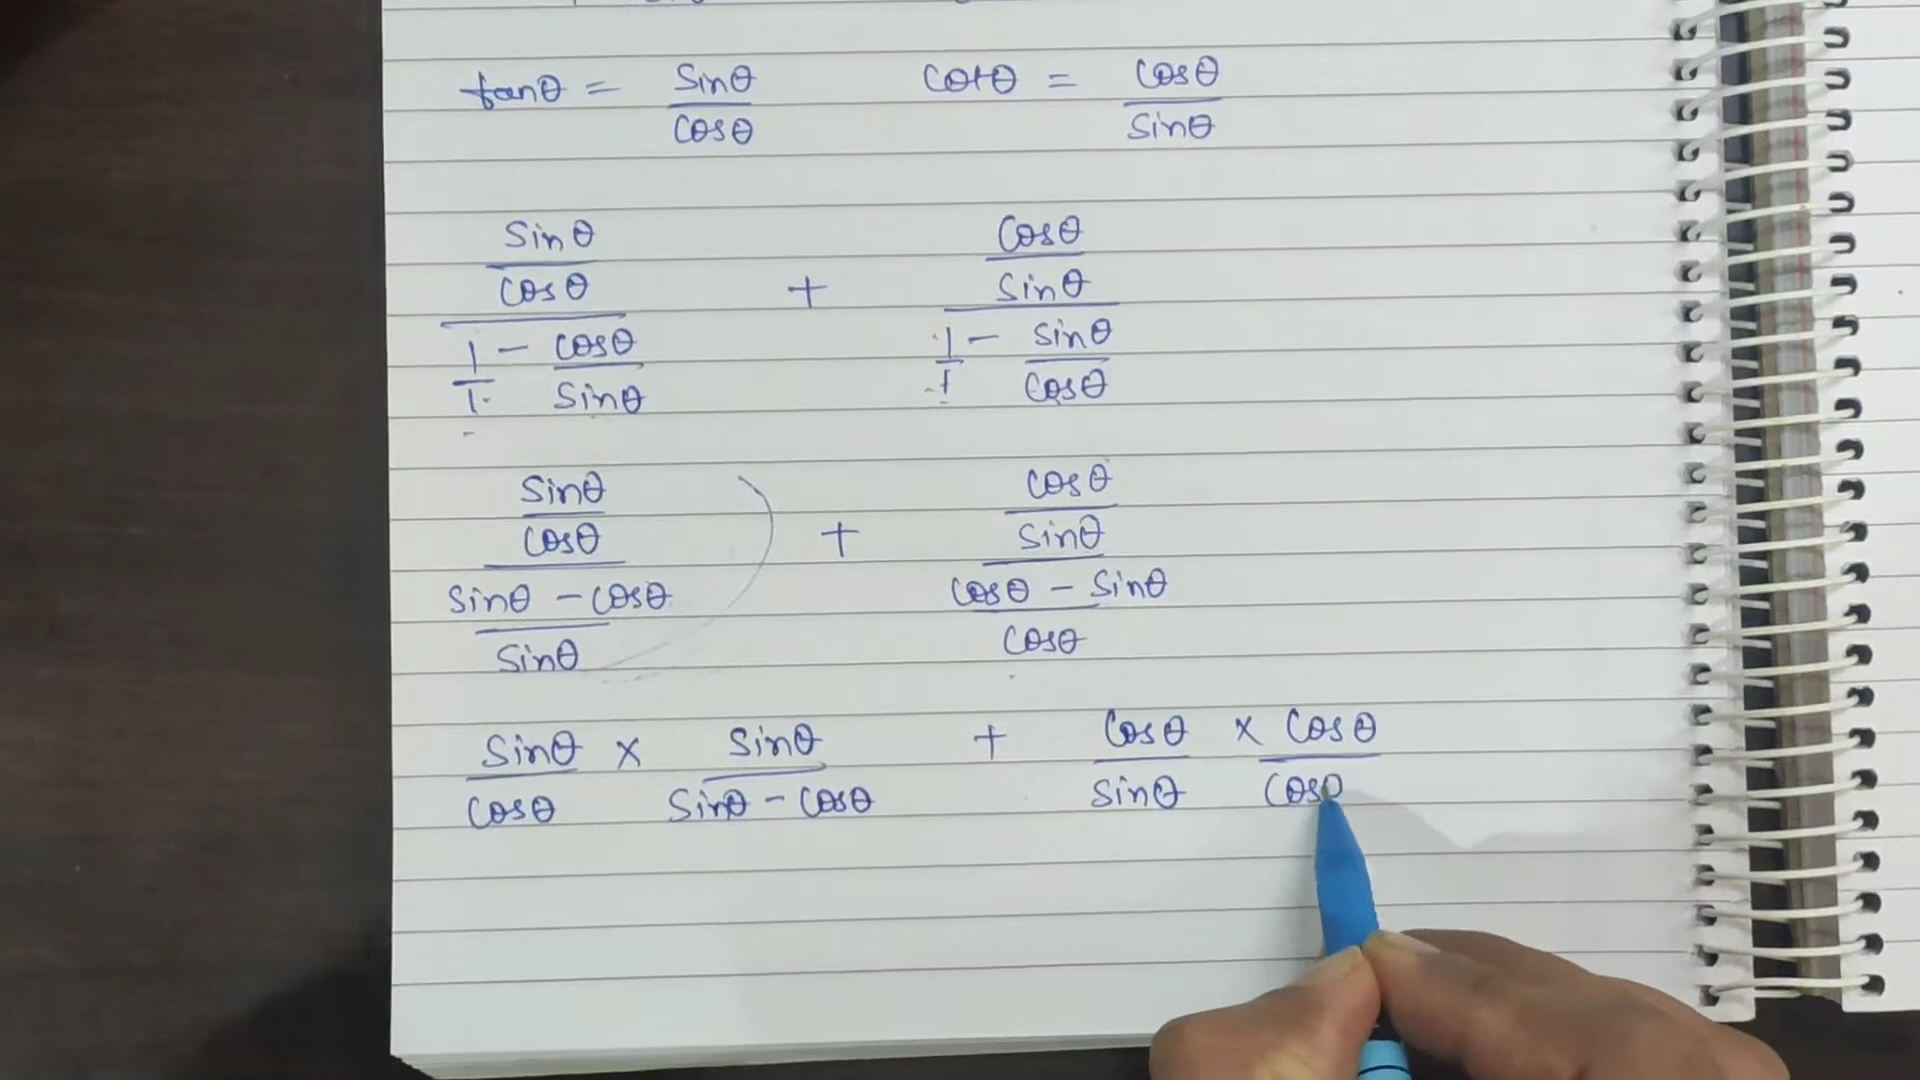 tanθ = sinθ/cosθ cotθ = cosθ/sinθ
sinθ cosθ
cosθ + sinθ
1/1 - cosθ/sinθ 1/1 - sinθ/cosθ
sinθ cosθ
cosθ + sinθ
sinθ - cosθ cosθ - sinθ
sinθ cosθ
sinθ × sinθ + cosθ × cosθ
cosθ sinθ - cosθ sinθ cosθ